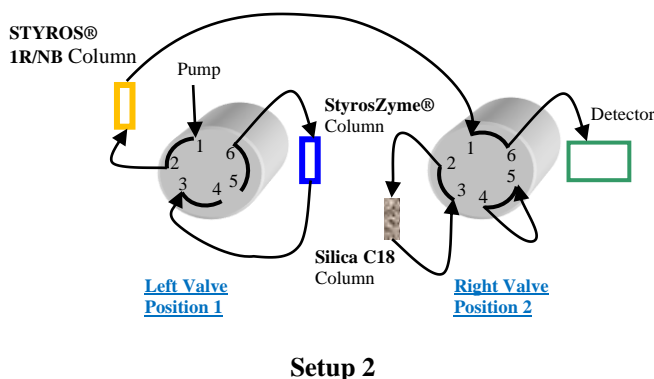 STYROS®
1R/NB Column
Pump
StyrosZyme®
Column
Detector
1
2
6
3
4
5
1
2
6
5
3
4
Silica C18
Column
Left Valve
Position 1
Right Valve
Position 2
Setup 2